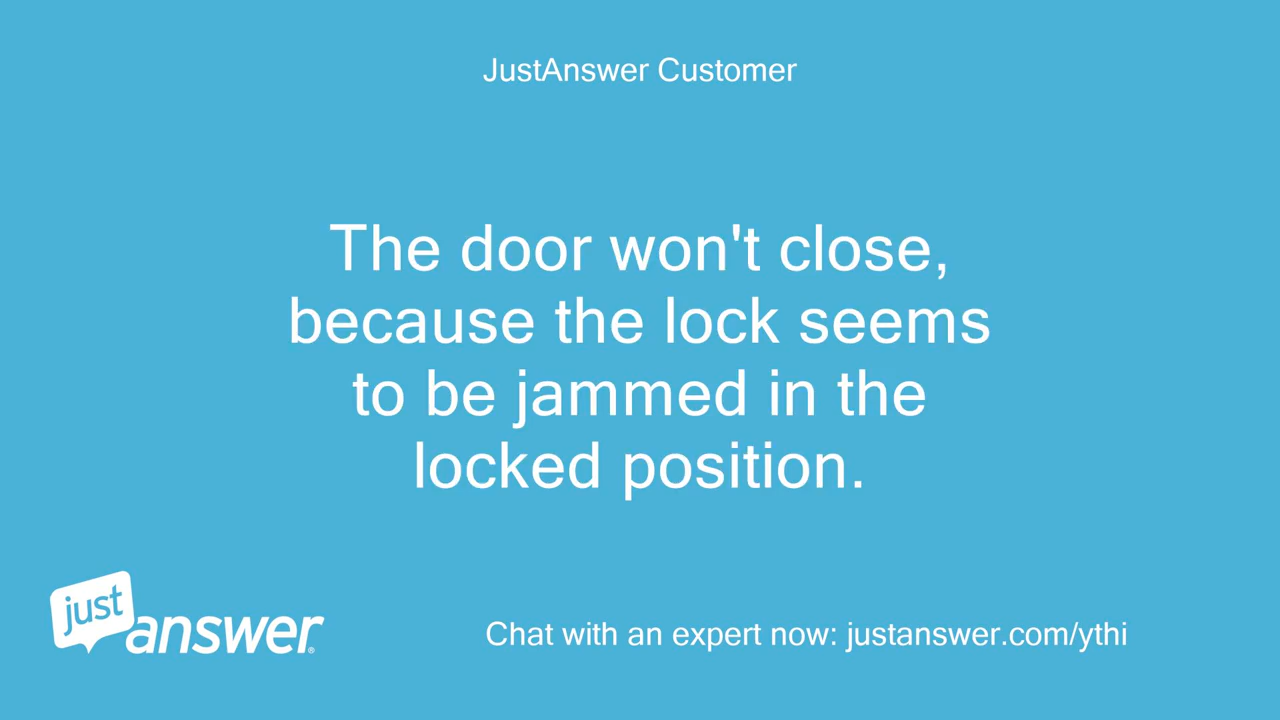 JustAnswer Customer
The door won't close,
because the lock seems
to be jammed in the
locked position.
just
answer®
Chat with an expert now: justanswer.com/ythi